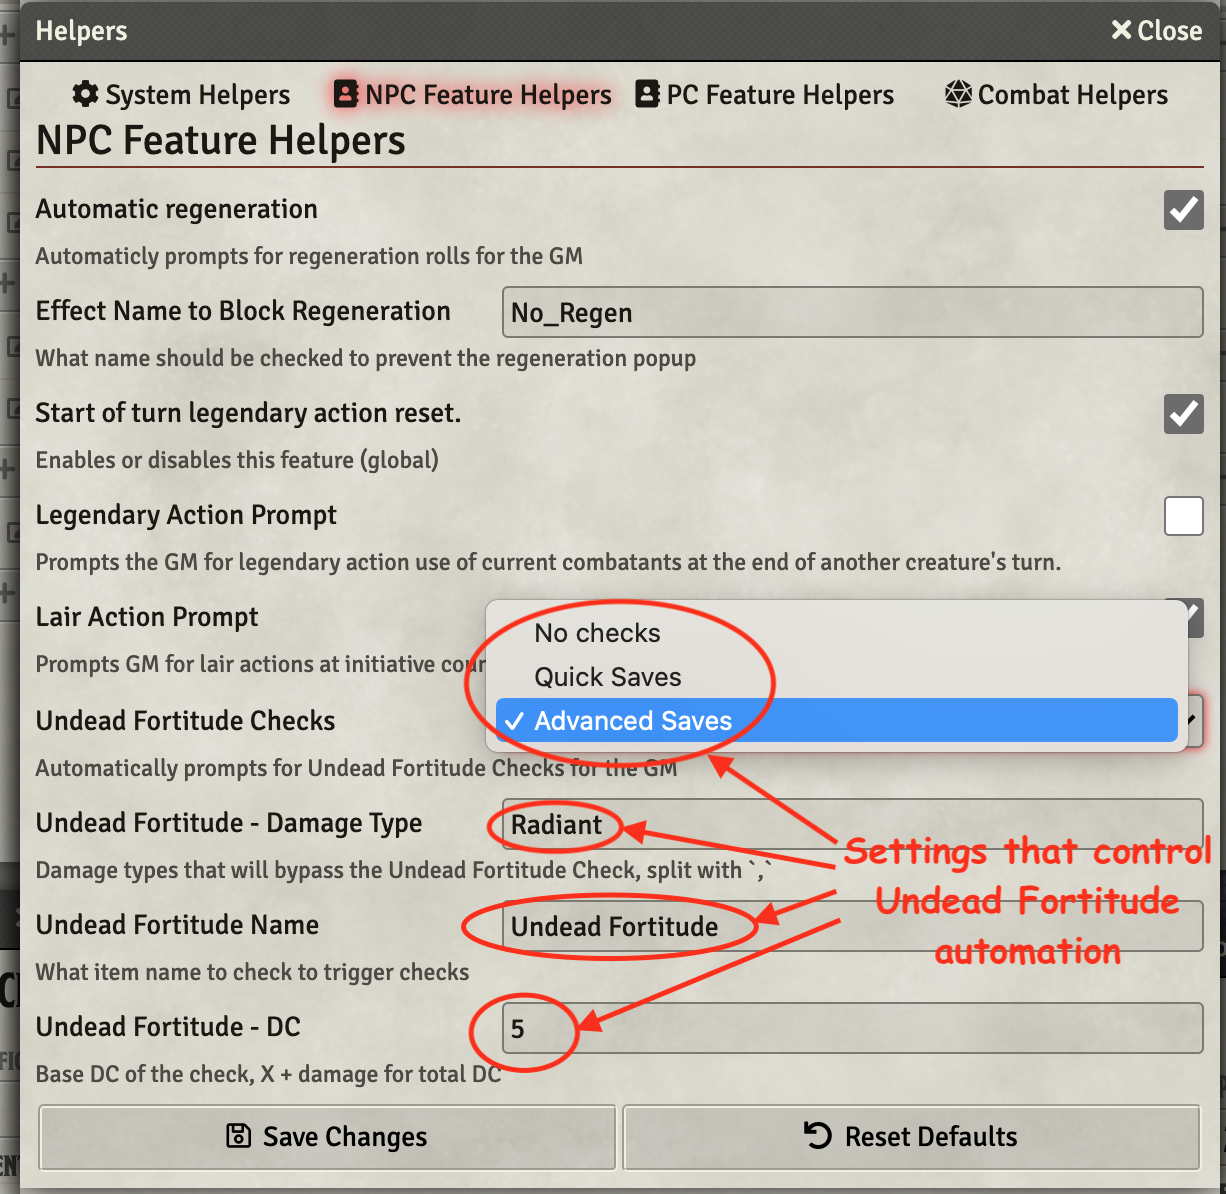 Helpers
Close
System Helpers
NPC Feature Helpers
PC Feature Helpers
Combat Helpers
NPC Feature Helpers
Automatic regeneration
Automaticly prompts for regeneration rolls for the GM
Effect Name to Block Regeneration
No_Regen
What name should be checked to prevent the regeneration popup
Start of turn legendary action reset.
Enables or disables this feature (global)
Legendary Action Prompt
Prompts the GM for legendary action use of current combatants at the end of another creature's turn.
Lair Action Prompt
No checks
Prompts GM for lair actions at initiative
Quick Saves
Undead Fortitude Checks
Advanced Saves
Automatically prompts for Undead Fortitude Checks for the GM
Undead Fortitude - Damage Type
Radiant
Damage types that will bypass the Undead Fortitude Check, split with `,`
Settings that control
Undead Fortitude
automation
Undead Fortitude Name
Undead Fortitude
What item name to check to trigger checks
Undead Fortitude - DC
5
Base DC of the check, X + damage for total DC
Save Changes
Reset Defaults